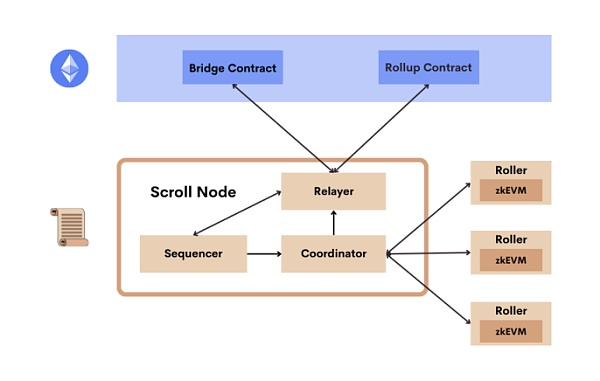 Bridge Contract
Rollup Contract
Scroll Node
Relayer
Sequencer
Coordinator
Roller
zkEVM
Roller
zkEVM
Roller
zkEVM